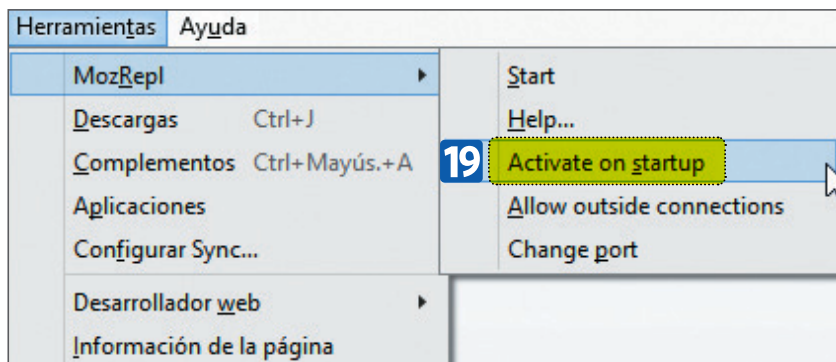 Herramientas Ayuda
MozRepl
Descargas Ctrl+J
Complementos Ctrl+Mayús.+A
Aplicaciones
Configurar Sync...
Desarrollador web
Información de la página
Start
Help...
19 Activate on startup
Allow outside connections
Change port